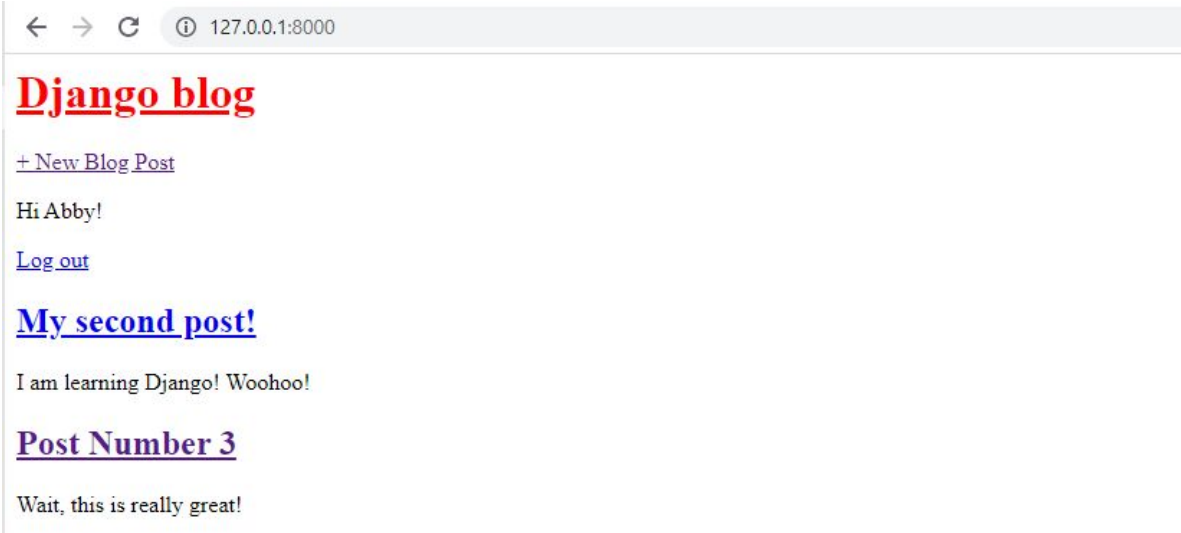 127.0.0.1:8000
Django blog
+ New Blog Post
Hi Abby!
Log out
My second post!
I am learning Django! Woohoo!
Post Number 3
Wait, this is really great!